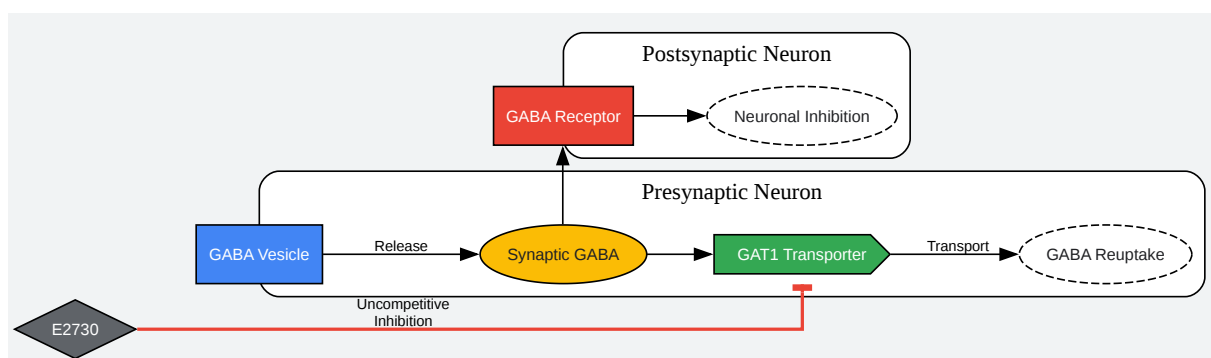 Postsynaptic Neuron
GABA Receptor
Neuronal Inhibition
Presynaptic Neuron
GABA Vesicle
Release
Synaptic GABA
GAT1 Transporter
Transport
GABA Reuptake
Uncompetitive
Inhibition
E2730